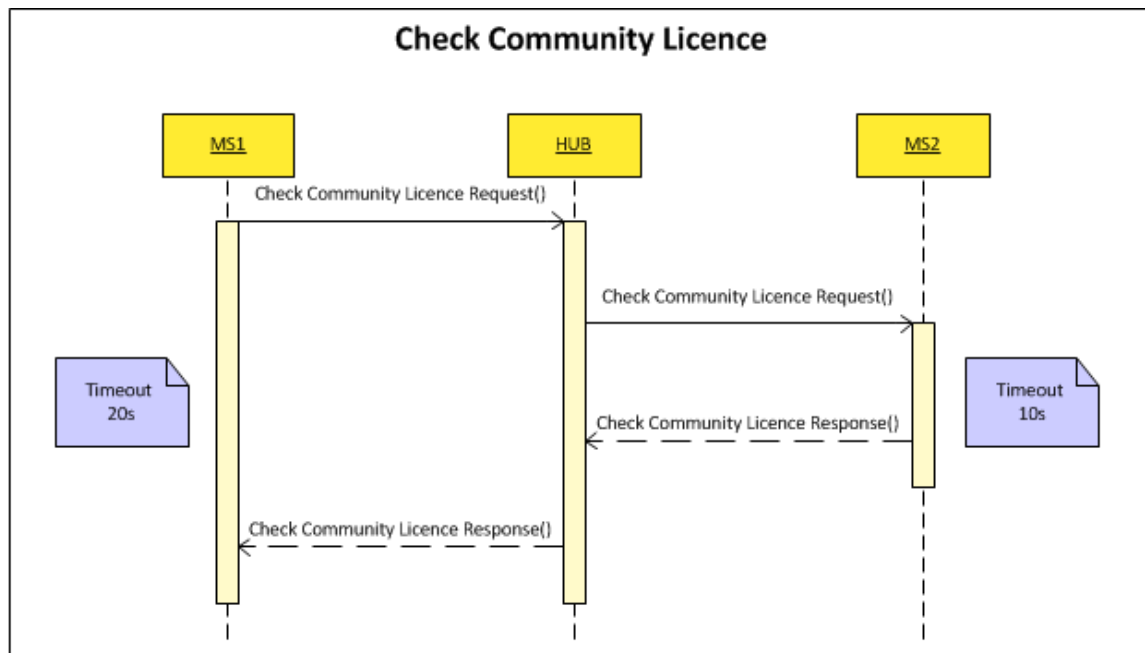 Check Community Licence
MS1
HUB
MS2
Check Community Licence Request()
Check Community Licence Request()
Timeout
20s
Timeout
10s
Check Community Licence Response()
Check Community Licence Response()